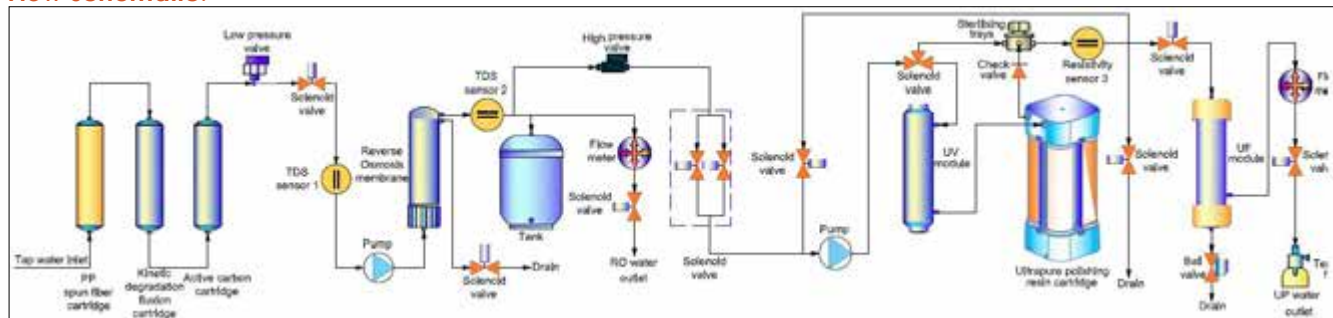 Low pressure
valve
Solenoid
valve
Tap water inlet
PP
spun fiber
cartridge
Kinetic
degradation
fluxion
cartridge
Active carbon
cartridge
TDS
sensor 1
Pump
Reverse
Osmosis
membrane
TDS
sensor 2
Solenoid
valve
Drain
Tank
High pressure
valve
Flow
meter
Solenoid
valve
RO water
outlet
Solenoid
valve
Solenoid
valve
Pump
Solenoid
valve
UV
module
Sterilising
trays
Check
valve
Ultrapure polishing
resin cartridge
Resistivity
sensor 3
Solenoid
valve
Solenoid
valve
Drain
UF
module
Ball
valve
Drain
UP water
outlet